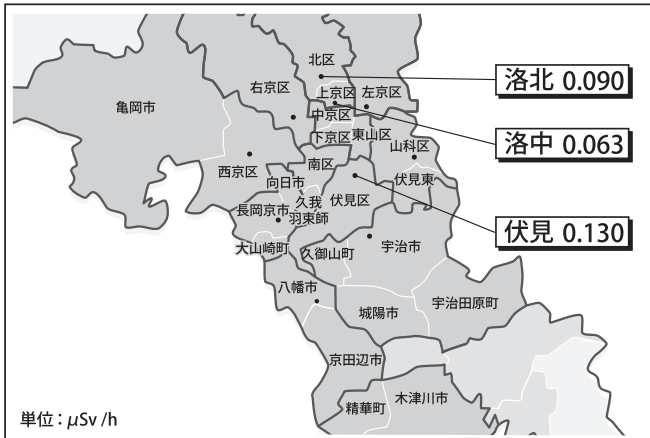 北区
洛北 0.090
右京区
上京区
左京区
亀岡市
中京区
下京区
東山区
洛中 0.063
山科区
南区
西京区
向日市
伏見東
久我
羽束師
伏見区
長岡京市
伏見 0.130
大山崎町
久御山町
宇治市
八幡市
城陽市
宇治田原町
京田辺市
精華町
木津川市
単位：μSv /h